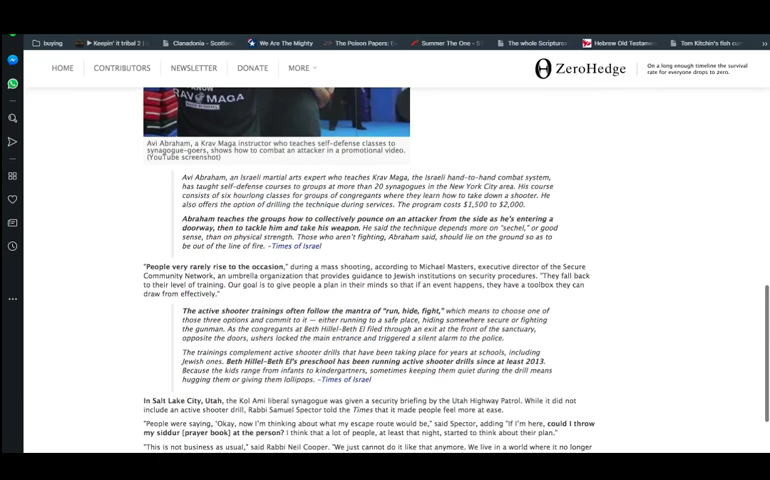 buying
Keepin' it tribal 2 |
Clanadonia - Scotlan
We Are The Mighty
The Poison Papers: E
Summer The One - S
The whole Scripture
Hebrew Old Testame
Tom Kitchin's fish cu
HOME
CONTRIBUTORS
NEWSLETTER
DONATE
MORE
ZeroHedge
On a long enough timeline the survival
rate for everyone drops to zero.
KRAV MAGA
Avi Abraham, a Krav Maga instructor who teaches self-defense classes to
synagogue-goers, shows how to combat an attacker in a promotional video.
(YouTube screenshot)
Avi Abraham, an Israeli martial arts expert who teaches Krav Maga, the Israeli hand-to-hand combat system,
has taught self-defense courses to groups at more than 20 synagogues in the New York City area. His course
consists of six hourlong classes for groups of congregants where they learn how to take down a shooter. He
also offers the option of drilling the technique during services. The program costs $1,500 to $2,000.
Abraham teaches the groups how to collectively pounce on an attacker from the side as he's entering a
doorway, then to tackle him and take his weapon. He said the technique depends more on "sechel," or good
sense, than on physical strength. Those who aren't fighting, Abraham said, should lie on the ground so as to
be out of the line of fire. -Times of Israel
"People very rarely rise to the occasion," during a mass shooting, according to Michael Masters, executive director of the Secure
Community Network, an umbrella organization that provides guidance to Jewish institutions on security procedures. "They fall back
to their level of training. Our goal is to give people a plan in their minds so that if an event happens, they have a toolbox they can
draw from effectively."
The active shooter trainings often follow the mantra of "run, hide, fight," which means to choose one of
those three options and commit to it — either running to a safe place, hiding somewhere secure or fighting
the gunman. As the congregants at Beth Hillel-Beth El filed through an exit at the front of the sanctuary,
opposite the doors, ushers locked the main entrance and triggered a silent alarm to the police.
The trainings complement active shooter drills that have been taking place for years at schools, including
Jewish ones. Beth Hillel-Beth El's preschool has been running active shooter drills since at least 2013.
Because the kids range from infants to kindergartners, sometimes keeping them quiet during the drill means
hugging them or giving them lollipops. -Times of Israel
In Salt Lake City, Utah, the Kol Ami liberal synagogue was given a security briefing by the Utah Highway Patrol. While it did not
include an active shooter drill, Rabbi Samuel Spector told the Times that it made people feel more at ease.
"People were saying, 'Okay, now I'm thinking about what my escape route would be,'" said Spector, adding "If I'm here, could I throw
my siddur [prayer book] at the person? I think that a lot of people, at least that night, started to think about their plan."
"This is not business as usual," said Rabbi Neil Cooper. "We just cannot do it like that anymore. We live in a world where it no longer